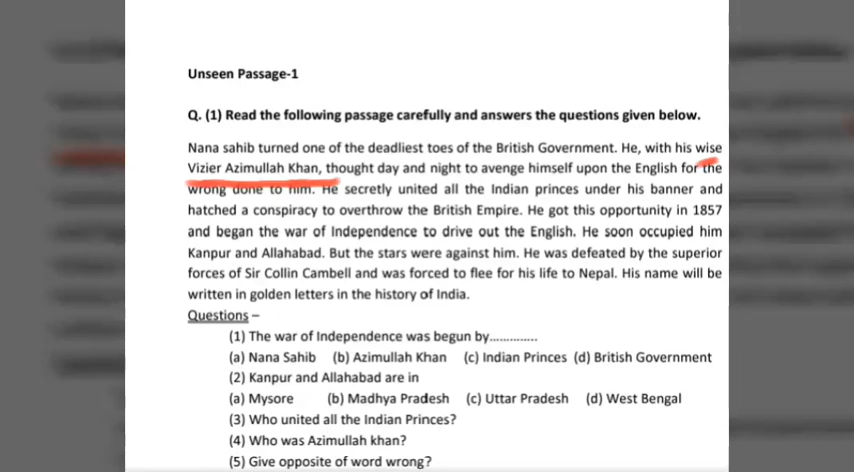 Unseen Passage-1
Q. (1) Read the following passage carefully and answers the questions given below.
Nana sahib turned one of the deadliest toes of the British Government. He, with his wise
Vizier Azimullah Khan, thought day and night to avenge himself upon the English for the
wrong done to him. He secretly united all the Indian princes under his banner and
hatched a conspiracy to overthrow the British Empire. He got this opportunity in 1857
and began the war of Independence to drive out the English. He soon occupied him
Kanpur and Allahabad. But the stars were against him. He was defeated by the superior
forces of Sir Collin Cambell and was forced to flee for his life to Nepal. His name will be
written in golden letters in the history of India.
Questions –
(1) The war of Independence was begun by..............
(a) Nana Sahib (b) Azimullah Khan (c) Indian Princes (d) British Government
(2) Kanpur and Allahabad are in
(a) Mysore (b) Madhya Pradesh (c) Uttar Pradesh (d) West Bengal
(3) Who united all the Indian Princes?
(4) Who was Azimullah khan?
(5) Give opposite of word wrong?